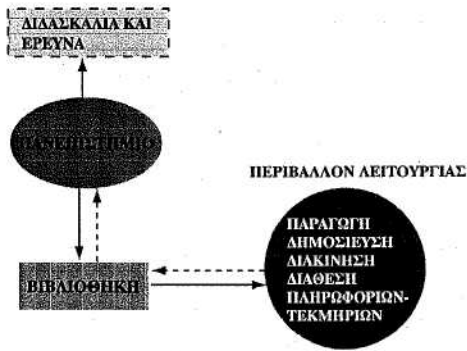 ΔΙΔΑΣΚΑΛΙΑ ΚΑΙ
ΕΡΕΥΝΑ
ΠΑΝΕΠΙΣΤΗΜΙΟ
ΠΕΡΙΒΑΛΛΟΝ ΛΕΙΤΟΥΡΓΙΑΣ
ΠΑΡΑΓΩΓΗ
ΔΗΜΟΣΙΕΥΣΗ
ΔΙΑΚΙΝΗΣΗ
ΔΙΑΘΕΣΗ
ΠΛΗΡΟΦΟΡΙΩΝ-
ΤΕΚΜΗΡΙΩΝ
ΒΙΒΛΙΟΘΗΚΗ